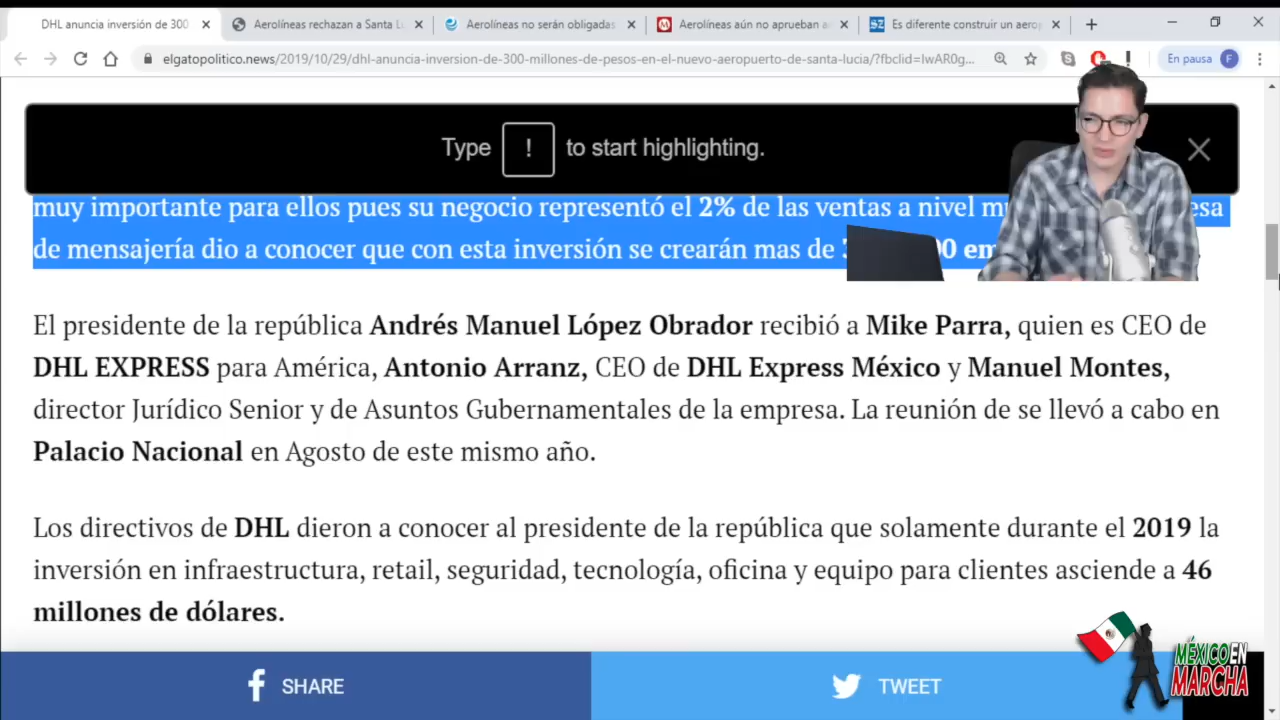 DHL anuncia inversión de 300
Aerolíneas rechazan a Santa L
Aerolíneas no serán obligadas
Aerolíneas aún no aprueban a
Es diferente construir un aerop
elgatopolitico.news/2019/10/29/dhl-anuncia-inversion-de-300-millones-de-pesos-en-el-nuevo-aeropuerto-de-santa-lucia/?fbclid=IwAR0g...
En pausa F
Type ! to start highlighting.
muy importante para ellos pues su negocio representó el 2% de las ventas a nivel
de mensajería dio a conocer que con esta inversión se crearán mas de
El presidente de la república Andrés Manuel López Obrador recibió a Mike Parra, quien es CEO de
DHL EXPRESS para América, Antonio Arranz, CEO de DHL Express México y Manuel Montes,
director Jurídico Senior y de Asuntos Gubernamentales de la empresa. La reunión de se llevó a cabo en
Palacio Nacional en Agosto de este mismo año.
Los directivos de DHL dieron a conocer al presidente de la república que solamente durante el 2019 la
inversión en infraestructura, retail, seguridad, tecnología, oficina y equipo para clientes asciende a 46
millones de dólares.
SHARE
TWEET
MÉXICO EN
MARCHA